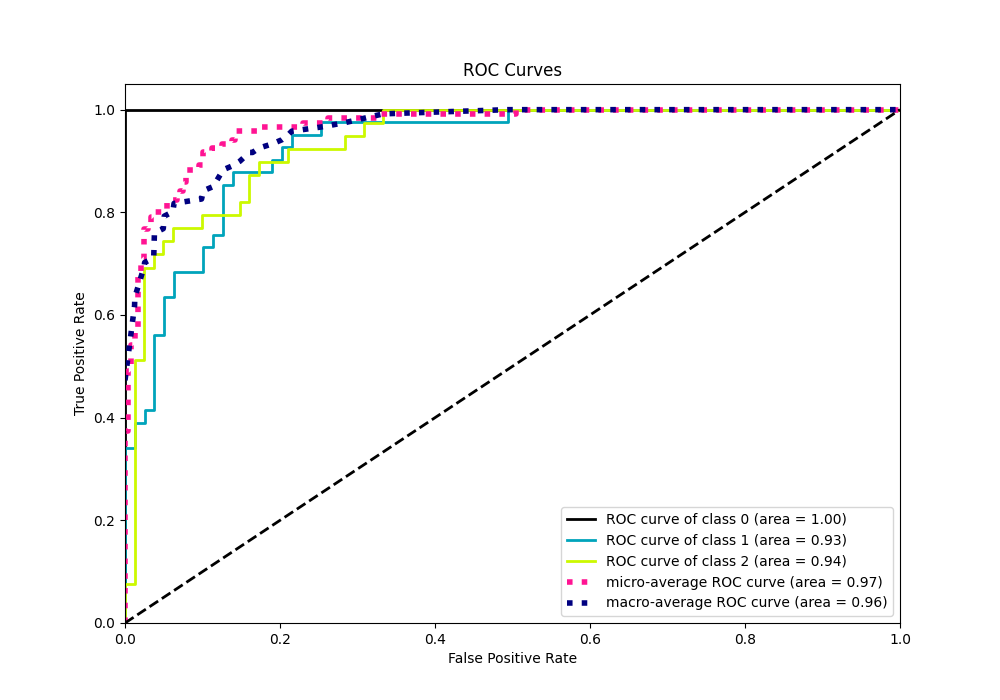 ROC Curves
True Positive Rate
1.0
0.8
0.6
0.4
0.2
0.0
0.0 0.2 0.4 0.6 0.8 1.0
False Positive Rate
ROC curve of class 0 (area = 1.00)
ROC curve of class 1 (area = 0.93)
ROC curve of class 2 (area = 0.94)
micro-average ROC curve (area = 0.97)
macro-average ROC curve (area = 0.96)